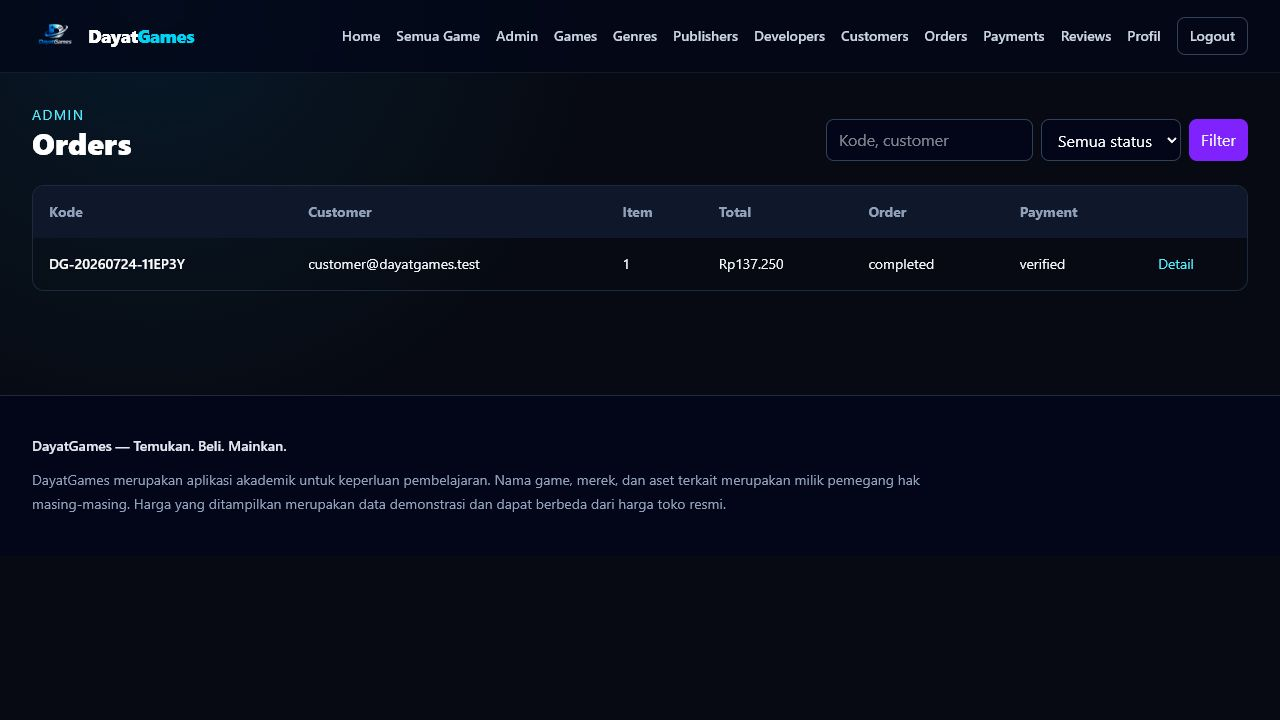 DayatGames
Home Semua Game Admin Games Genres Publishers Developers Customers Orders Payments Reviews Profil Logout
ADMIN
Orders
Kode, customer Semua status Filter
Kode Customer Item Total Order Payment
DG-20260724-11EP3Y customer@dayatgames.test 1 Rp137.250 completed verified Detail
DayatGames — Temukan. Beli. Mainkan.
DayatGames merupakan aplikasi akademik untuk keperluan pembelajaran. Nama game, merek, dan aset terkait merupakan milik pemegang hak
masing-masing. Harga yang ditampilkan merupakan data demonstrasi dan dapat berbeda dari harga toko resmi.